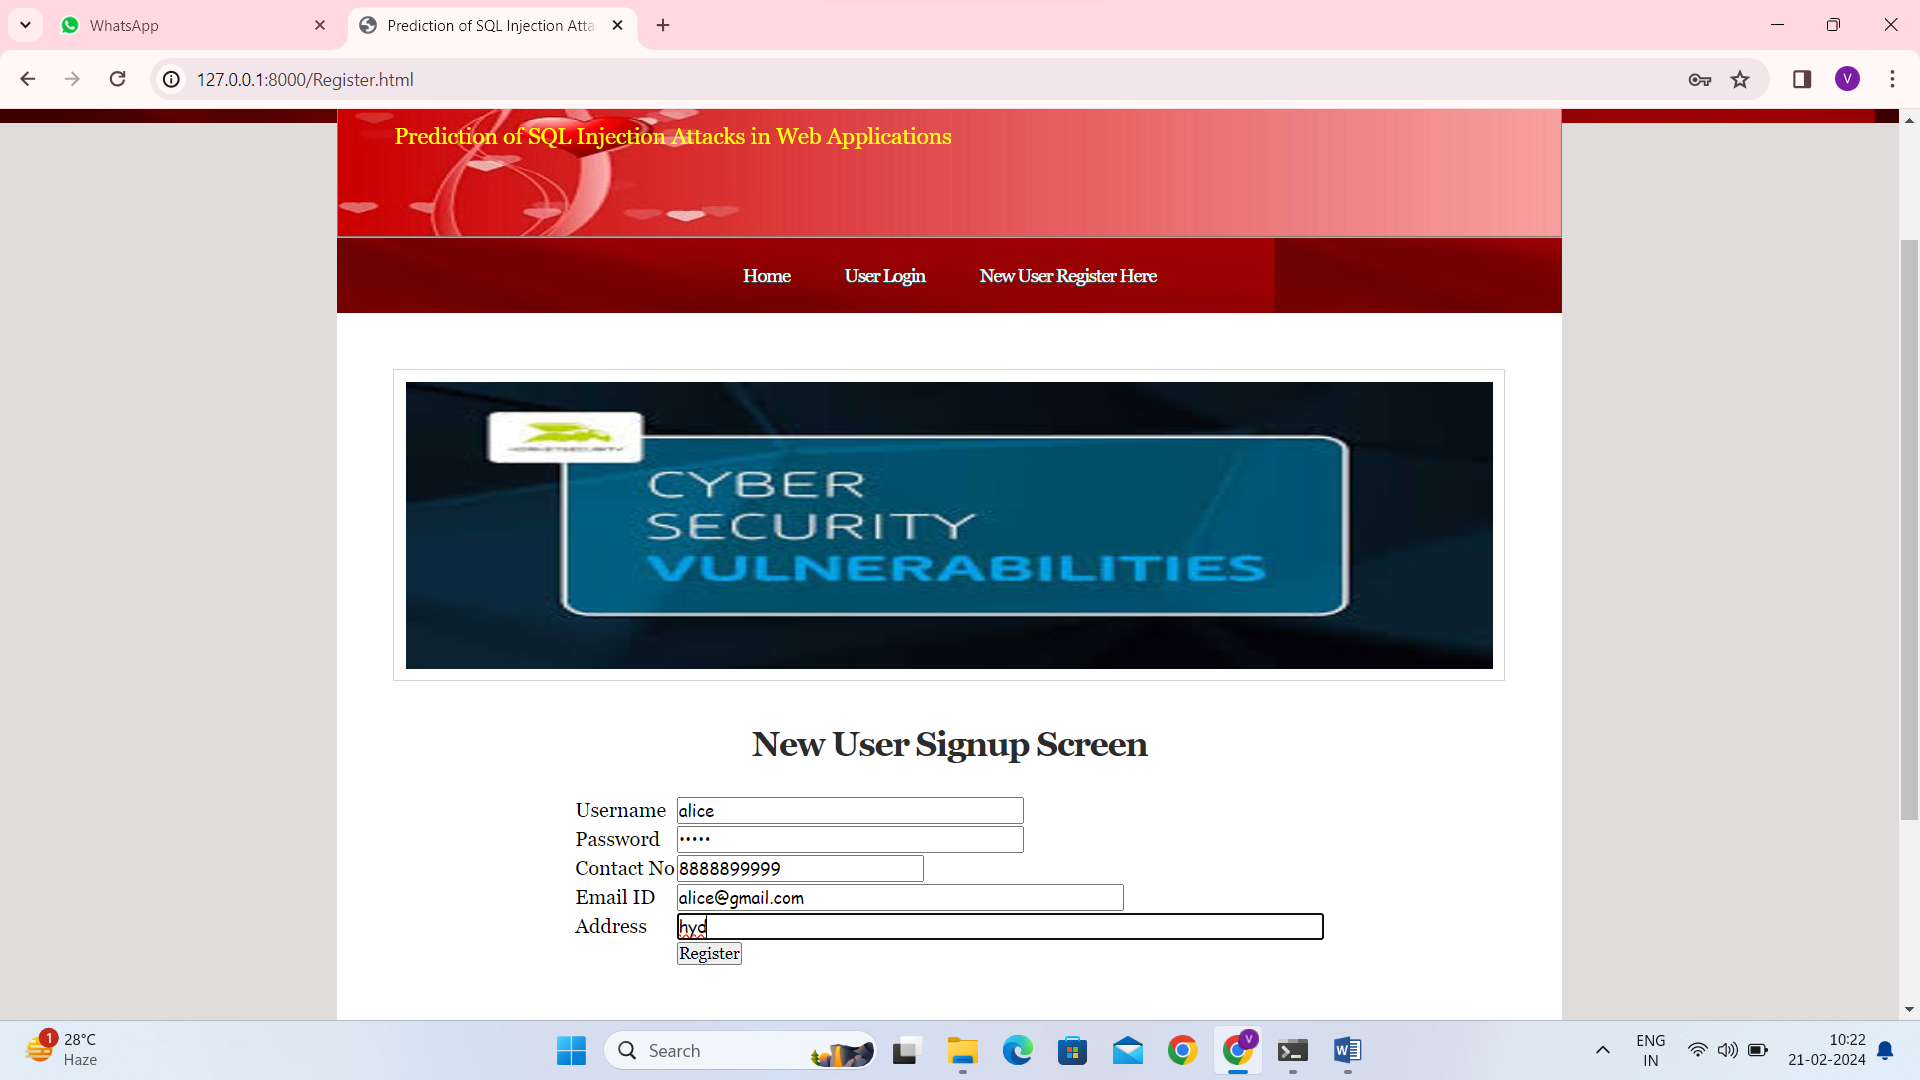 WhatsApp
Prediction of SQL Injection Atta
127.0.0.1:8000/Register.html
V
Prediction of SQL Injection Attacks in Web Applications
Home User Login New User Register Here
CYBER
SECURITY
VULNERABILITIES
New User Signup Screen
Username alice
Password •••••
Contact No 8888899999
Email ID alice@gmail.com
Address hyd
Register
1
28°C
Haze
Search
V
ENG
IN
10:22
21-02-2024